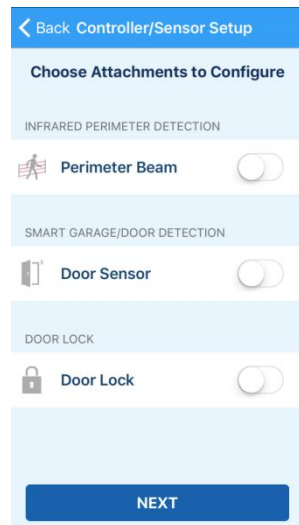 Back Controller/Sensor Setup
Choose Attachments to Configure
INFRARED PERIMETER DETECTION
Perimeter Beam
SMART GARAGE/DOOR DETECTION
Door Sensor
DOOR LOCK
Door Lock
NEXT